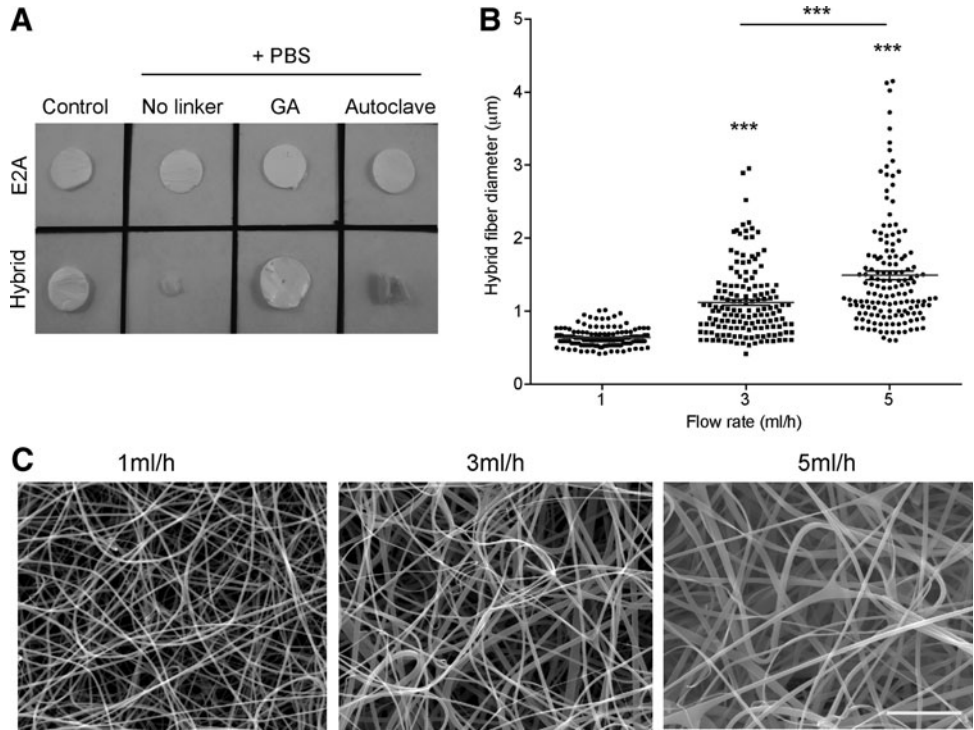 A
+ PBS
Control No linker GA Autoclave
E2A
Hybrid
B
***
***
***
Hybrid fiber diameter (μm)
5
4
3
2
1
0
1 3 5
Flow rate (ml/h)
C
1ml/h 3ml/h 5ml/h